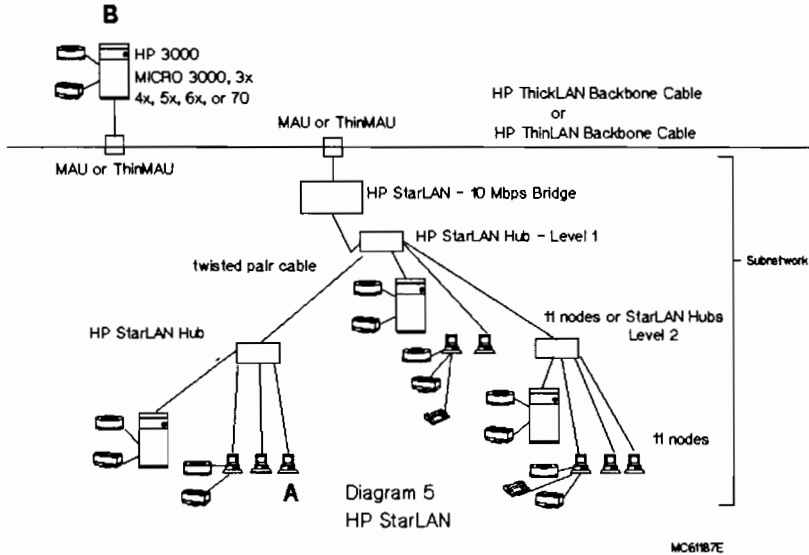 B
HP 3000
MICRO 3000, 3x
4x, 5x, 6x, or 70
HP ThickLAN Backbone Cable
or
HP ThinLAN Backbone Cable
MAU or ThinMAU
MAU or ThinMAU
HP StarLAN - 10 Mbps Bridge
HP StarLAN Hub - Level 1
twisted pair cable
Subnetwork
HP StarLAN Hub
11 nodes or StarLAN Hubs
Level 2
11 nodes
A
Diagram 5
HP StarLAN
MC61187E